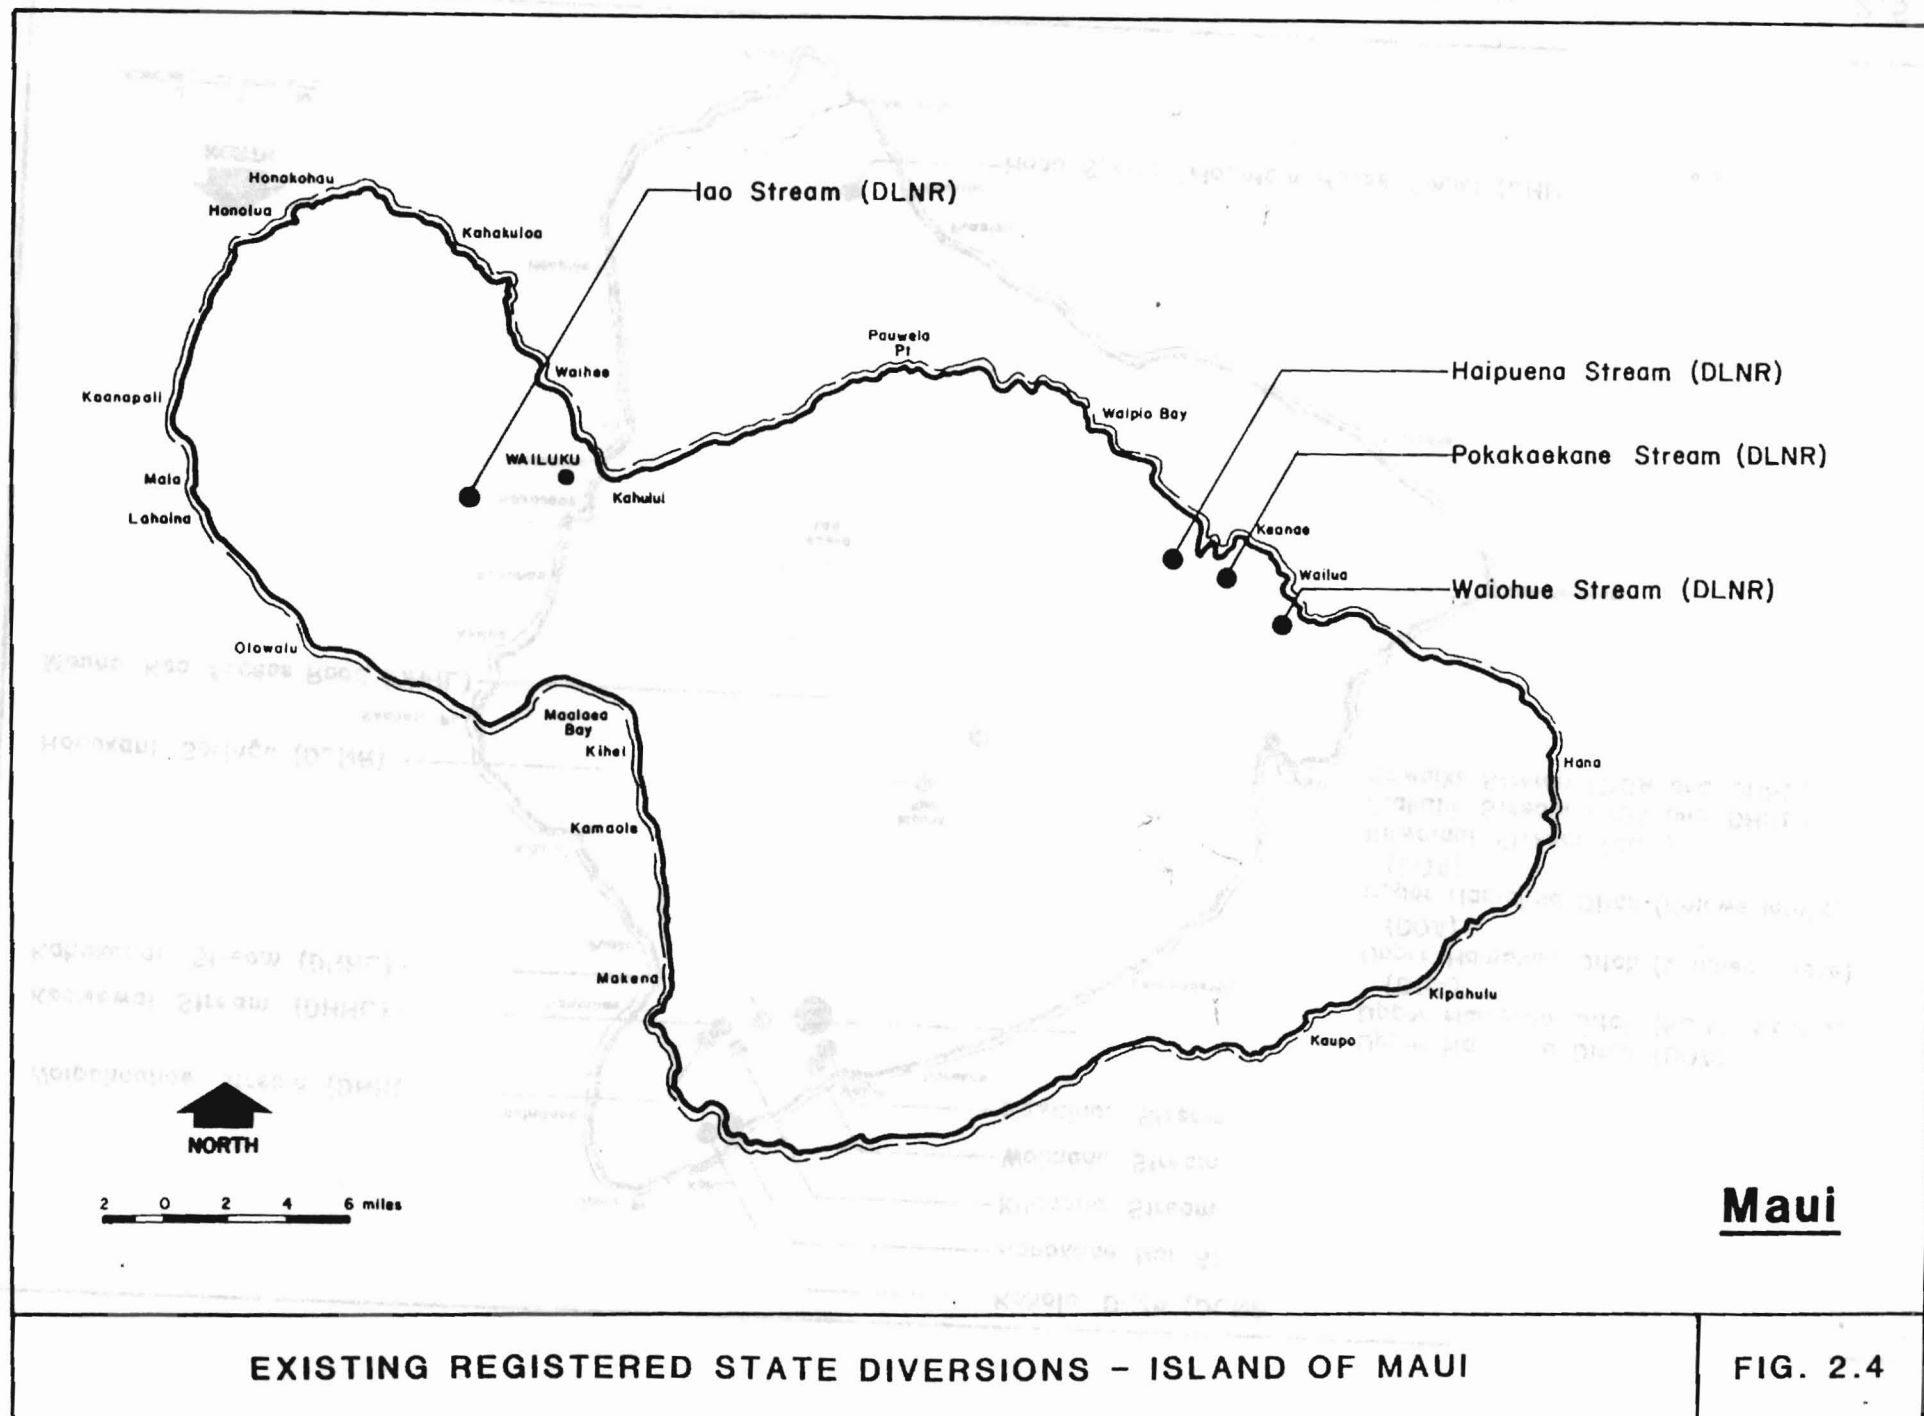 Honokohau
Honolua
Kahakuloa
Iao Stream (DLNR)
Pauwela
Pt
Waihee
Haipuena Stream (DLNR)
Kaanapali
Waipio Bay
WAILUKU
Pokakaekane Stream (DLNR)
Mala
Kahului
Lahaina
Keanae
Wailua
Waiohue Stream (DLNR)
Olowalu
Maalaea
Bay
Kihei
Hana
Kamaole
Makena
Kipahulu
Kaupo
NORTH
2 0 2 4 6 miles
Maui
EXISTING REGISTERED STATE DIVERSIONS – ISLAND OF MAUI
FIG. 2.4